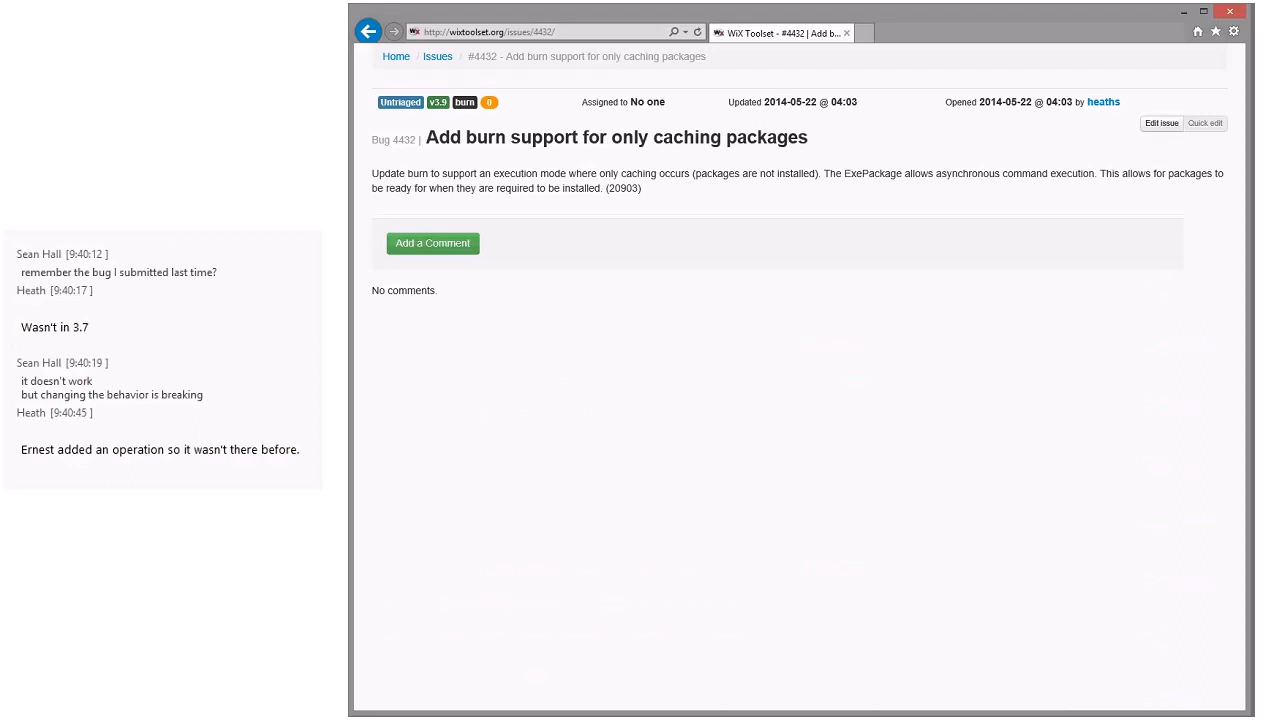 Sean Hall [9:40:12 ]
remember the bug I submitted last time?
Heath [9:40:17 ]
Wasn't in 3.7
Sean Hall [9:40:19 ]
it doesn't work
but changing the behavior is breaking
Heath [9:40:45 ]
Ernest added an operation so it wasn't there before.
http://wixtoolset.org/issues/4432/
WiX Toolset - #4432 | Add b...
Home / Issues / #4432 - Add burn support for only caching packages
Untriaged v3.9 burn 0 Assigned to No one Updated 2014-05-22 @ 04:03 Opened 2014-05-22 @ 04:03 by heaths
Edit issue Quick edit
Bug 4432 | Add burn support for only caching packages
Update burn to support an execution mode where only caching occurs (packages are not installed). The ExePackage allows asynchronous command execution. This allows for packages to
be ready for when they are required to be installed. (20903)
Add a Comment
No comments.